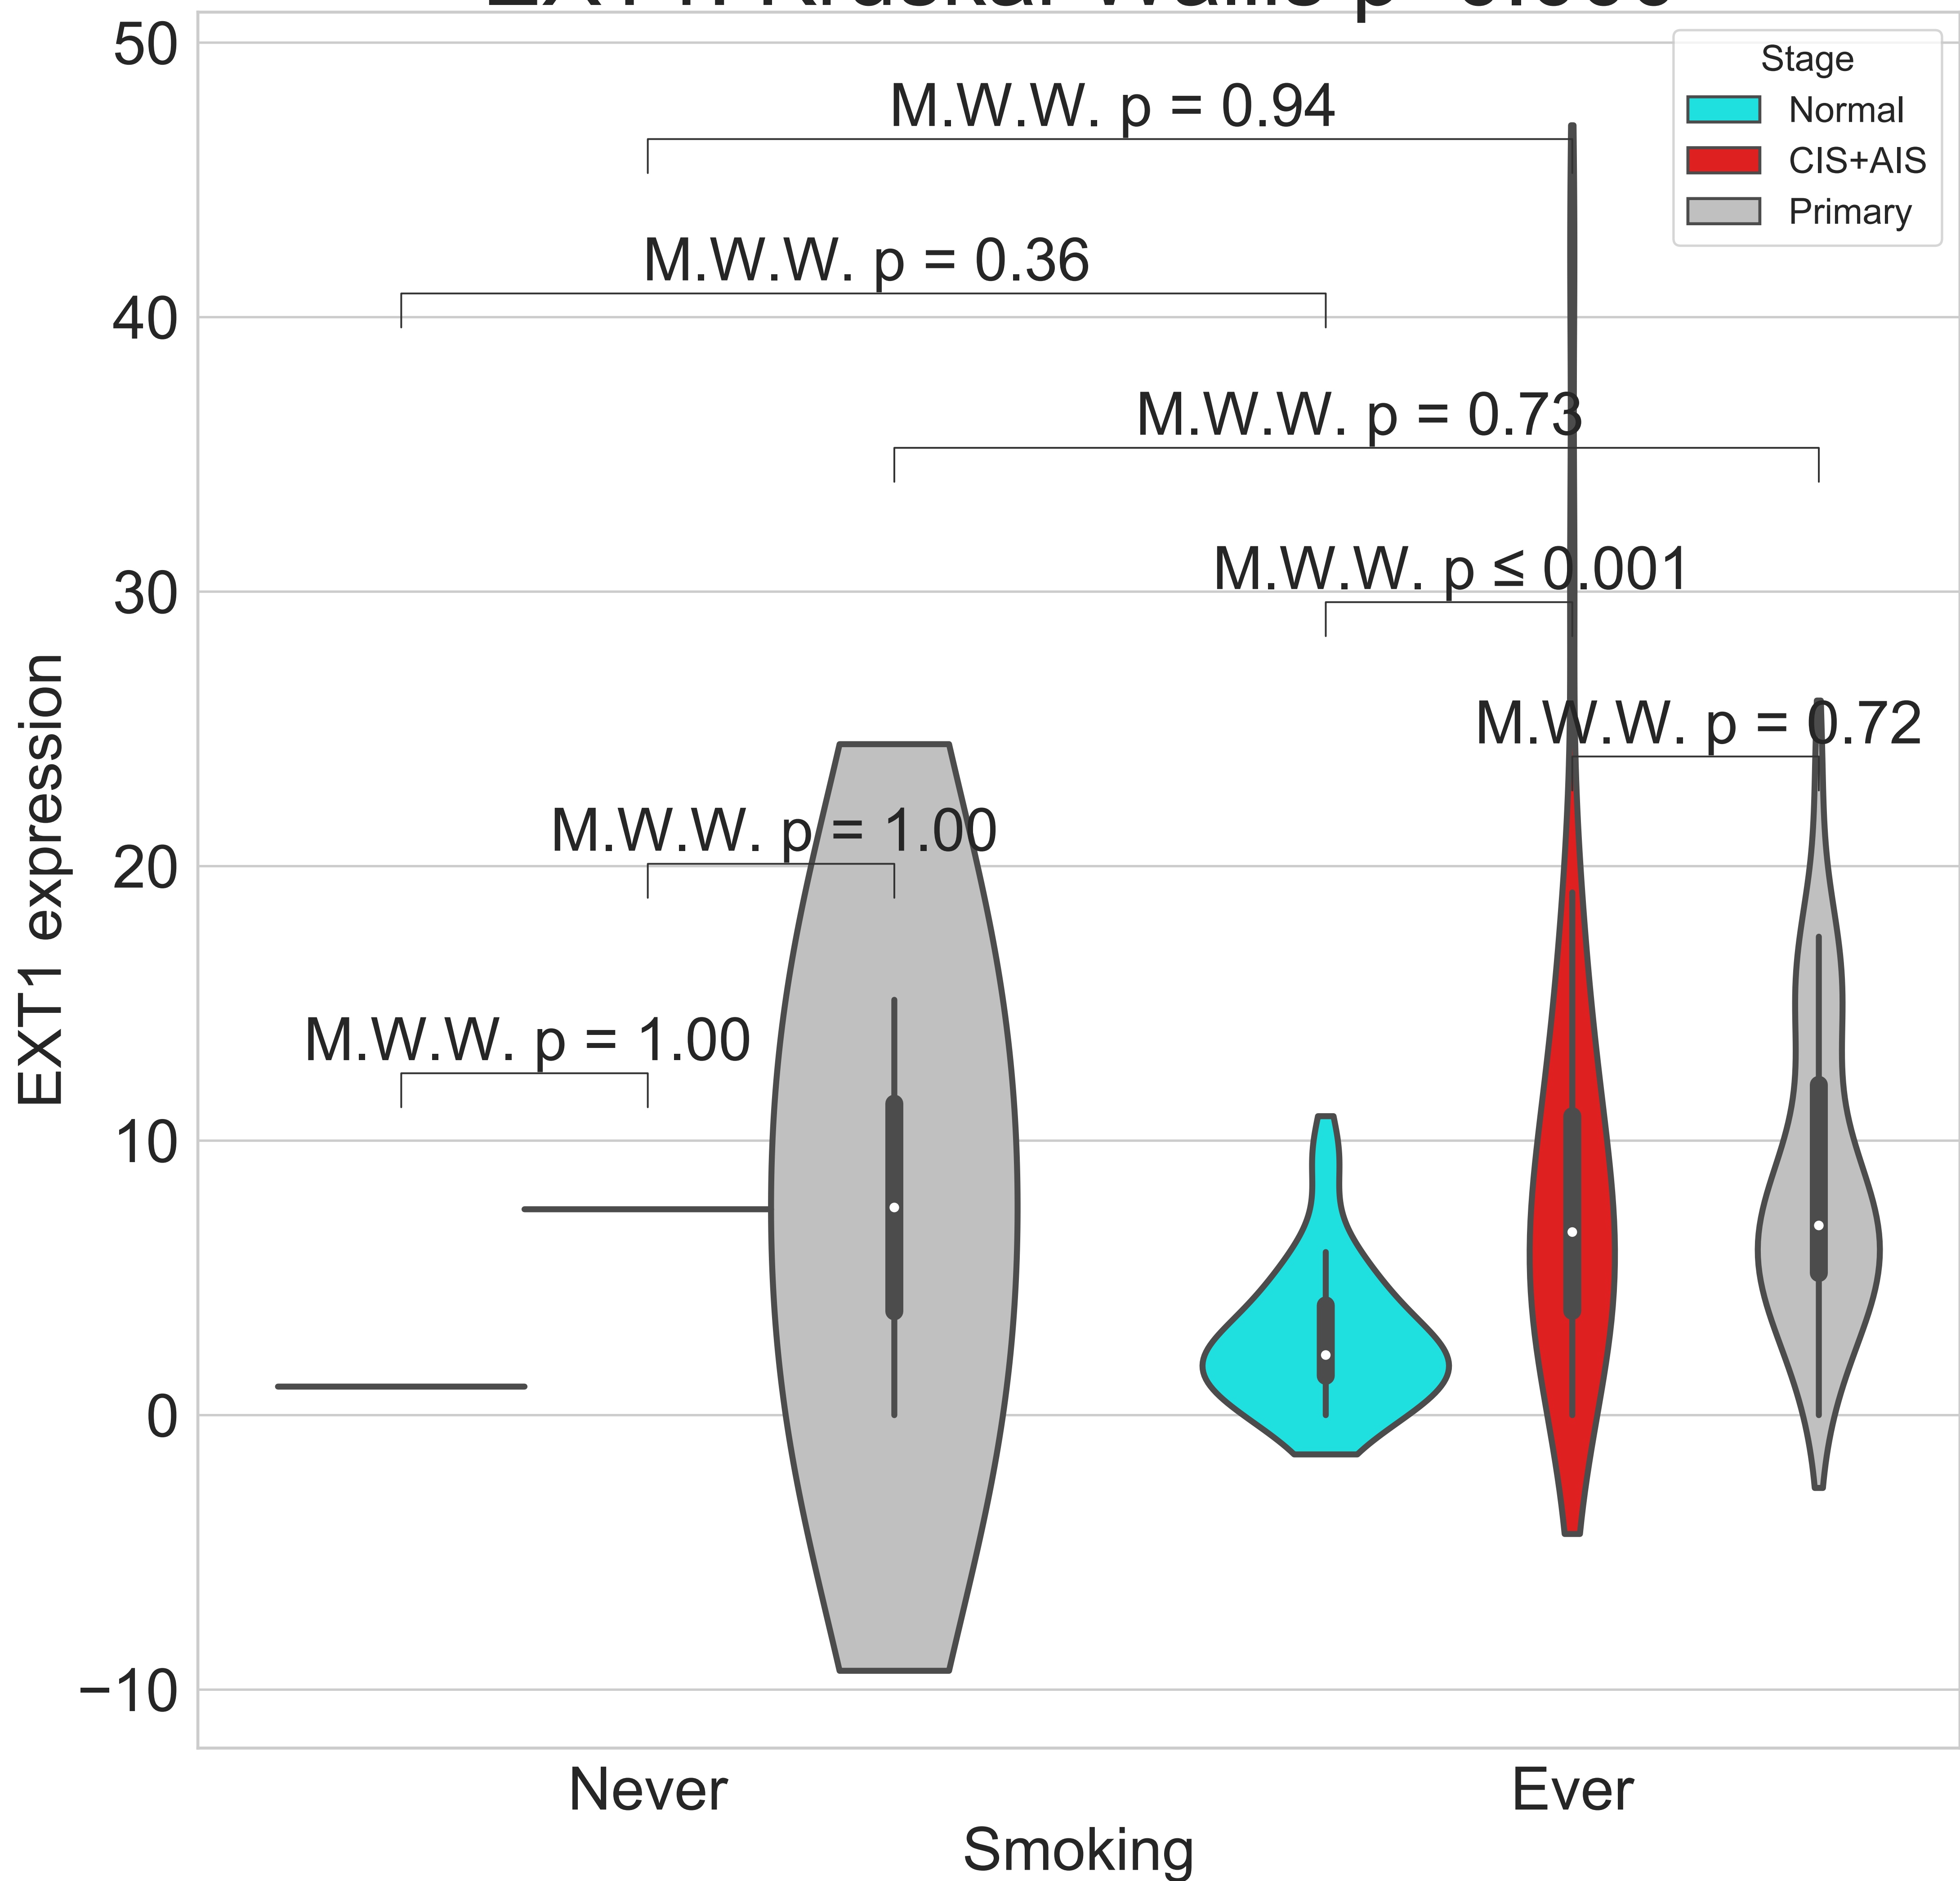 50
40
30
20
10
0
−10
EXT1 expression
Stage
Normal
CIS+AIS
Primary
M.W.W. p = 0.94
M.W.W. p = 0.36
M.W.W. p = 0.73
M.W.W. p ≤ 0.001
M.W.W. p = 0.72
M.W.W. p = 1.00
M.W.W. p = 1.00
Never
Ever
Smoking